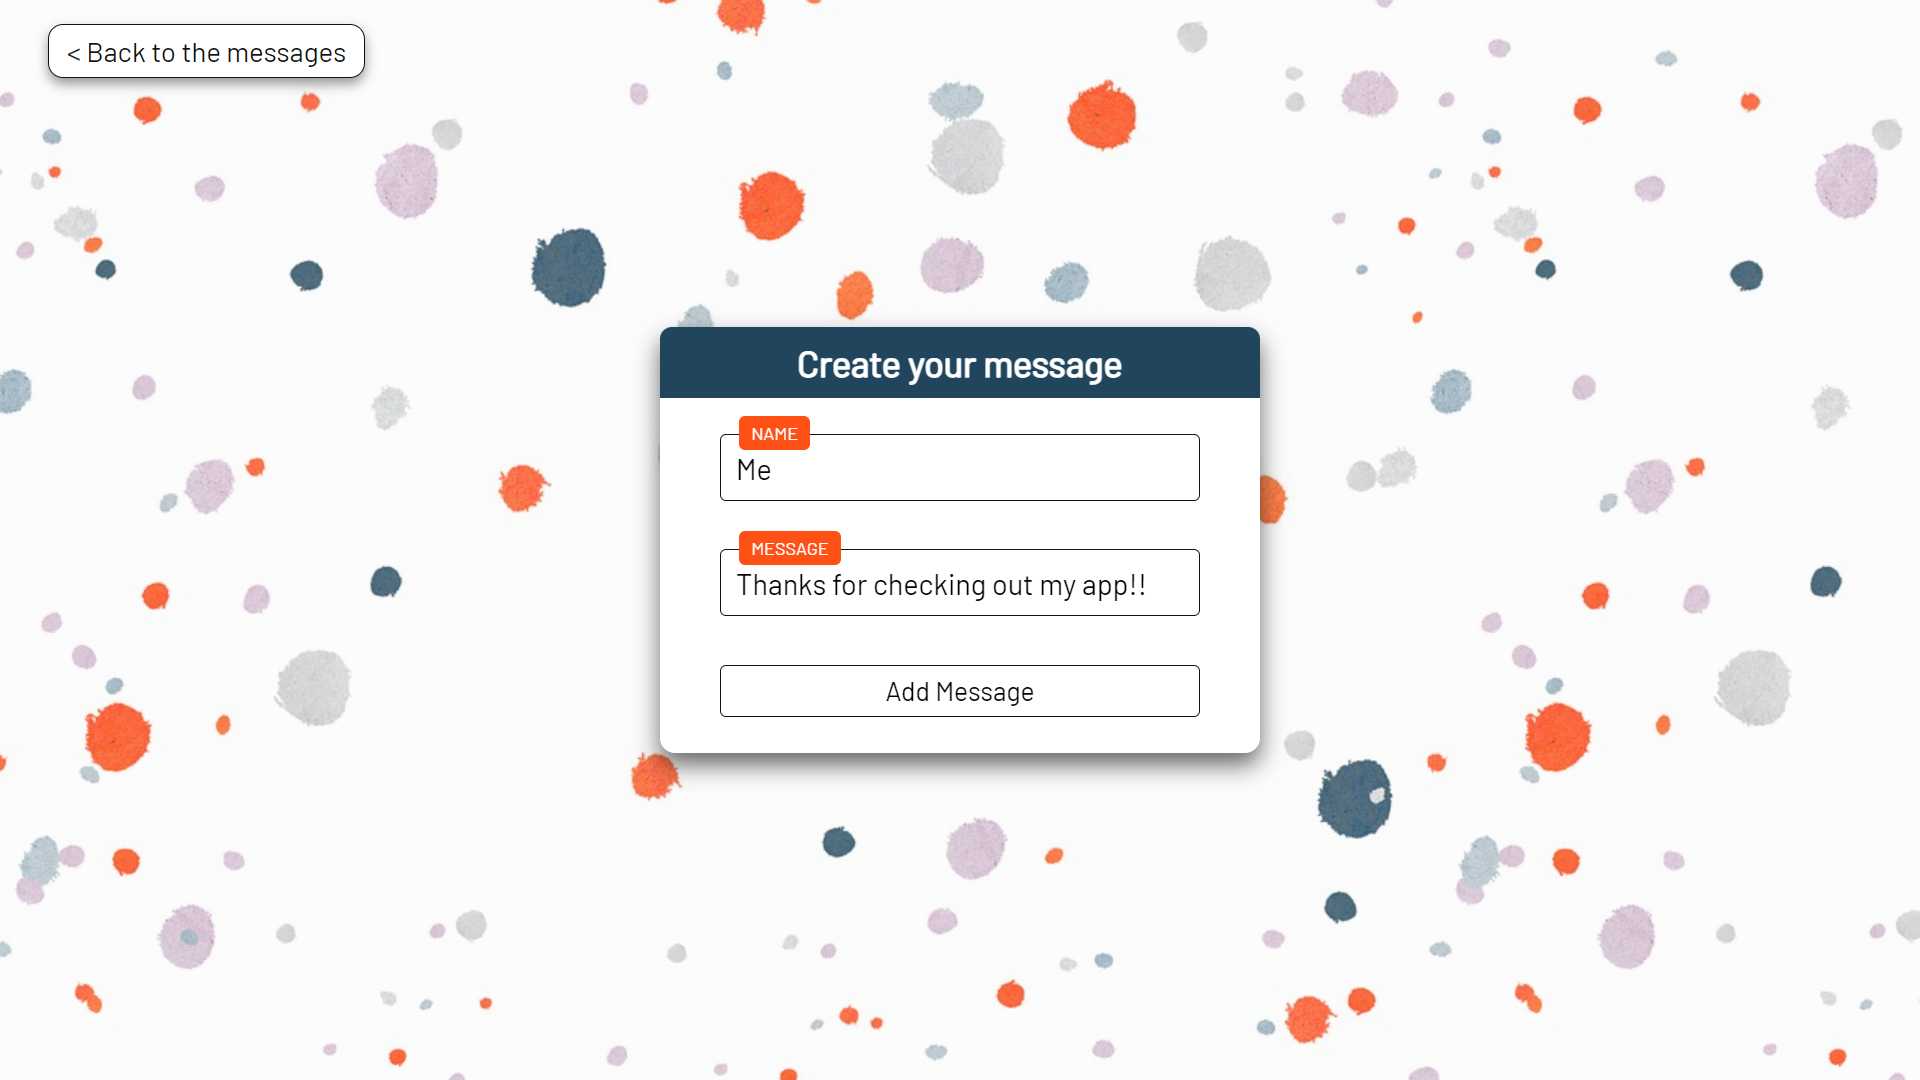 < Back to the messages
Create your message
NAME
Me
MESSAGE
Thanks for checking out my app!!
Add Message